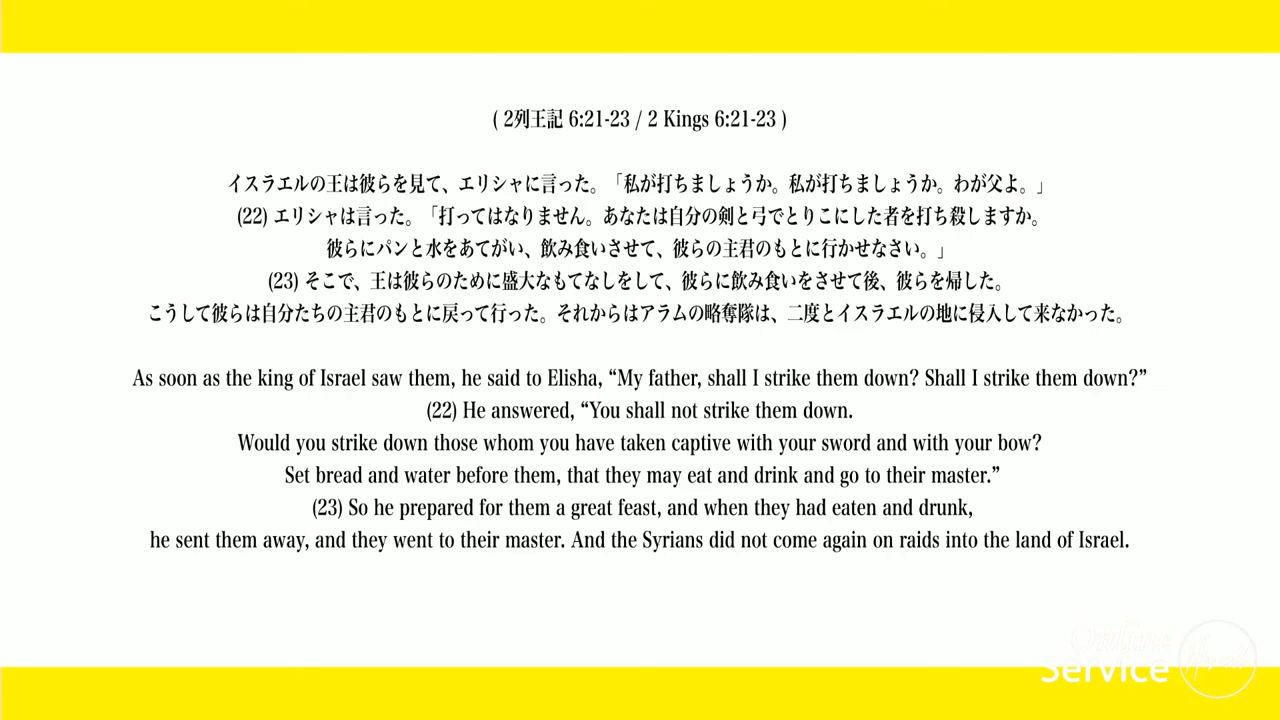 ( 2列王記 6:21-23 / 2 Kings 6:21-23 )
イスラエルの王は彼らを見て、エリシャに言った。「私が打ちましょうか。私が打ちましょうか。わが父よ。」
(22) エリシャは言った。「打ってはなりません。あなたは自分の剣と弓でとりこにした者を打ち殺しますか。
彼らにパンと水をあてがい、飲み食いさせて、彼らの主君のもとに行かせなさい。」
(23) そこで、王は彼らのために盛大なもてなしをして、彼らに飲み食いをさせて後、彼らを帰した。
こうして彼らは自分たちの主君のもとに戻って行った。それからはアラムの略奪隊は、二度とイスラエルの地に侵入して来なかった。
As soon as the king of Israel saw them, he said to Elisha, “My father, shall I strike them down? Shall I strike them down?”
(22) He answered, “You shall not strike them down.
Would you strike down those whom you have taken captive with your sword and with your bow?
Set bread and water before them, that they may eat and drink and go to their master.”
(23) So he prepared for them a great feast, and when they had eaten and drunk,
he sent them away, and they went to their master. And the Syrians did not come again on raids into the land of Israel.
Online
Service